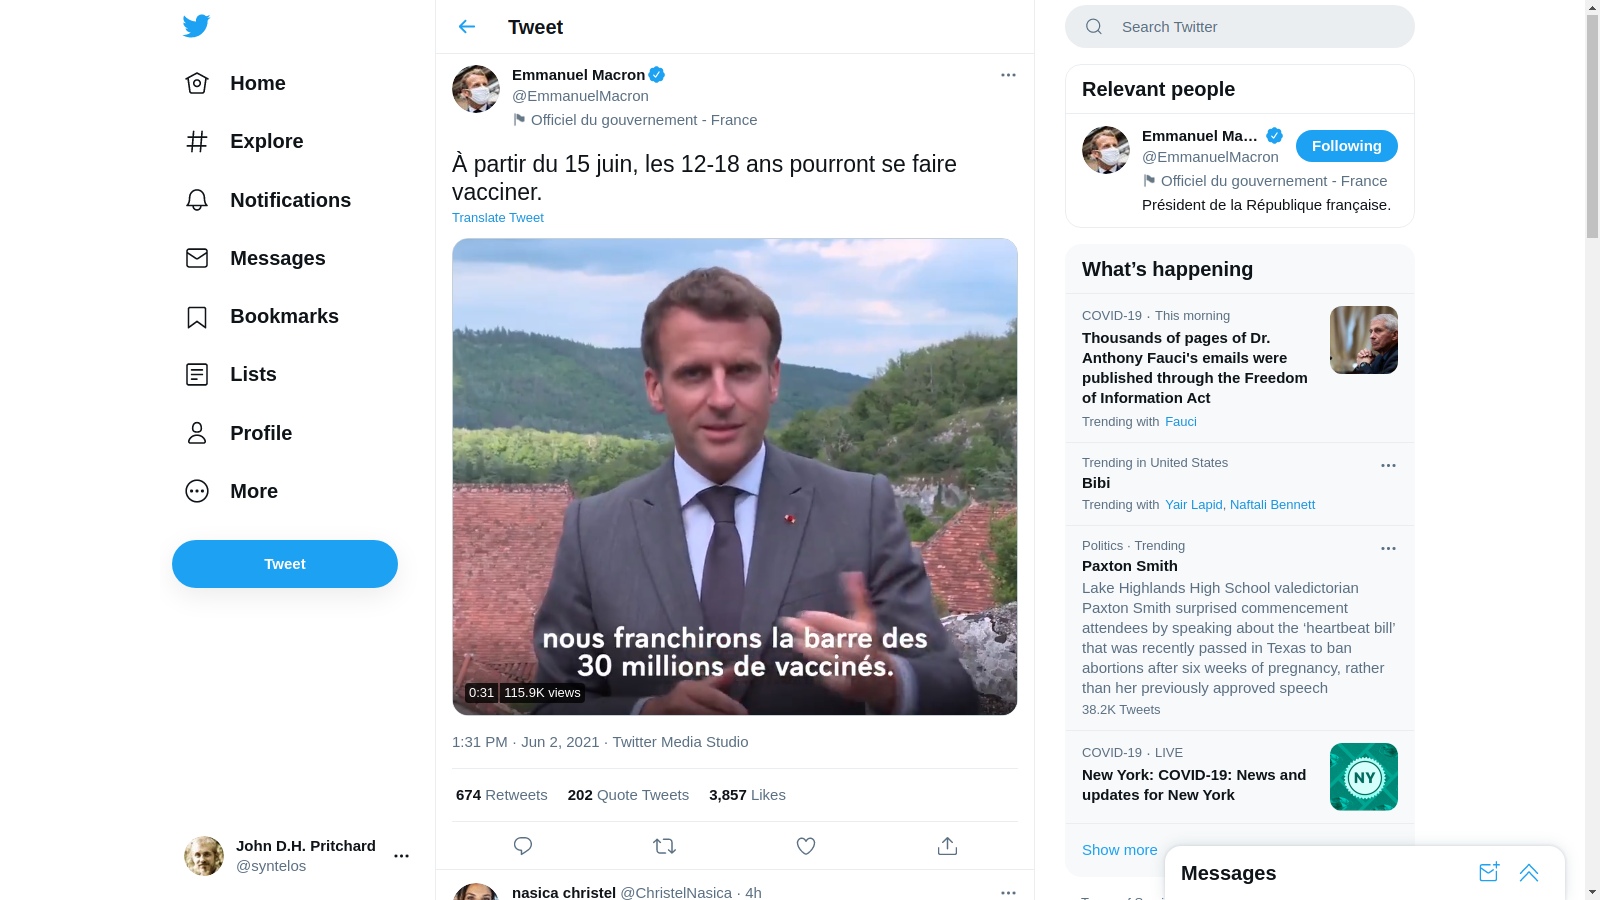 Home
Explore
Notifications
Messages
Bookmarks
Lists
Profile
More
Tweet
John D.H. Pritchard
@syntelos
Tweet
Emmanuel Macron
@EmmanuelMacron
Officiel du gouvernement - France
À partir du 15 juin, les 12-18 ans pourront se faire
vacciner.
Translate Tweet
nous franchirons la barre des
30 millions de vaccinés.
0:31 115.9K views
1:31 PM · Jun 2, 2021 · Twitter Media Studio
674 Retweets 202 Quote Tweets 3,857 Likes
nasica christel @ChristelNasica · 4h
Search Twitter
Relevant people
Emmanuel Ma…
@EmmanuelMacron
Following
Officiel du gouvernement - France
Président de la République française.
What’s happening
COVID-19 · This morning
Thousands of pages of Dr.
Anthony Fauci's emails were
published through the Freedom
of Information Act
Trending with Fauci
Trending in United States
Bibi
Trending with Yair Lapid, Naftali Bennett
Politics · Trending
Paxton Smith
Lake Highlands High School valedictorian
Paxton Smith surprised commencement
attendees by speaking about the ‘heartbeat bill’
that was recently passed in Texas to ban
abortions after six weeks of pregnancy, rather
than her previously approved speech
38.2K Tweets
COVID-19 · LIVE
New York: COVID-19: News and
updates for New York
NY
Show more
Messages